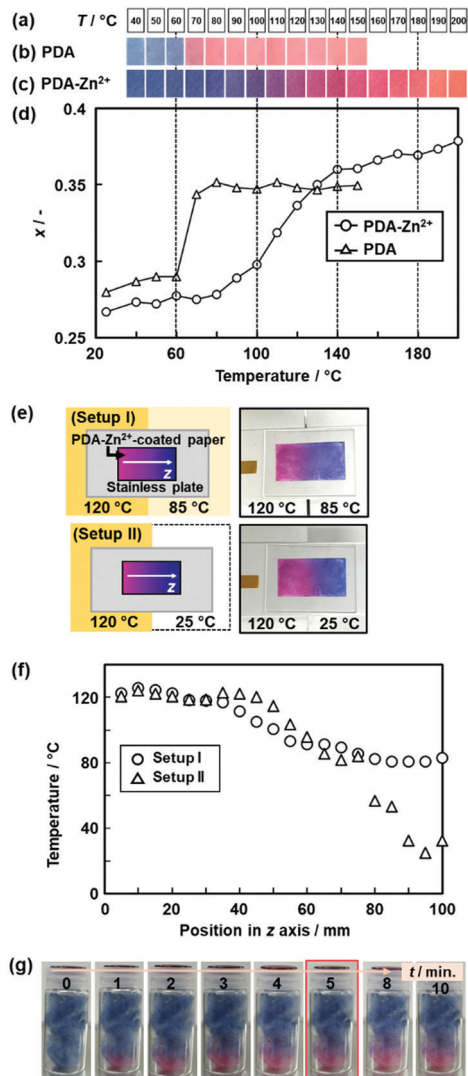 (a) T / °C 40 50 60 70 80 90 100 110 120 130 140 150 160 170 180 190 200
(b) PDA
(c) PDA-Zn2+
(d)
0.4
0.35
0.3
0.25
x / -
PDA-Zn2+
PDA
20 60 100 140 180
Temperature / °C
(e)
(Setup I)
PDA-Zn2+-coated paper
z
Stainless plate
120 °C 85 °C
120 °C 85 °C
(Setup II)
z
120 °C 25 °C
120 °C 25 °C
(f)
120
80
40
0
Temperature / °C
Setup I
Setup II
0 20 40 60 80 100
Position in z axis / mm
(g)
t / min.
0 1 2 3 4 5 8 10